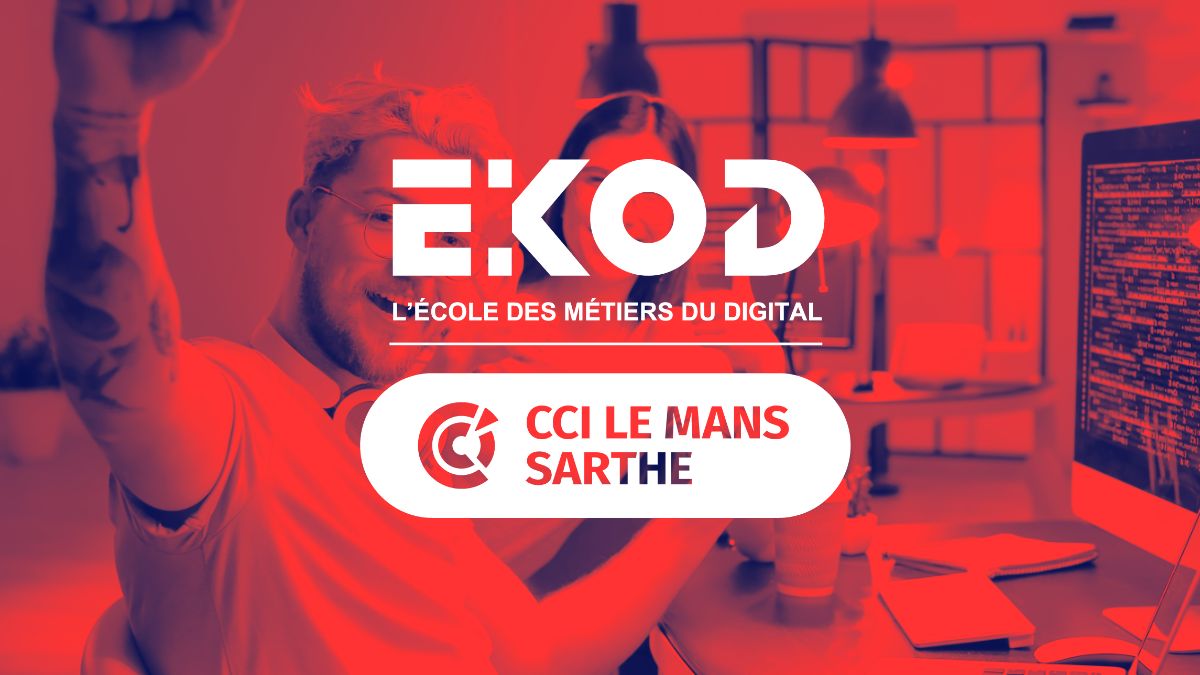 EKOD
L'ÉCOLE DES MÉTIERS DU DIGITAL
CCI LE MANS
SARTHE